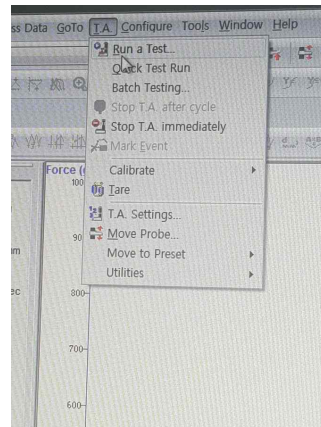 ss Data GoTo T.A. Configure Tools Window Help
Run a Test...
Quick Test Run
Batch Testing...
Stop T.A. after cycle
Stop T.A. immediately
Mark Event
Calibrate
Tare
T.A. Settings...
Move Probe...
Move to Preset
Utilities
Force (
100
90
800
700
600